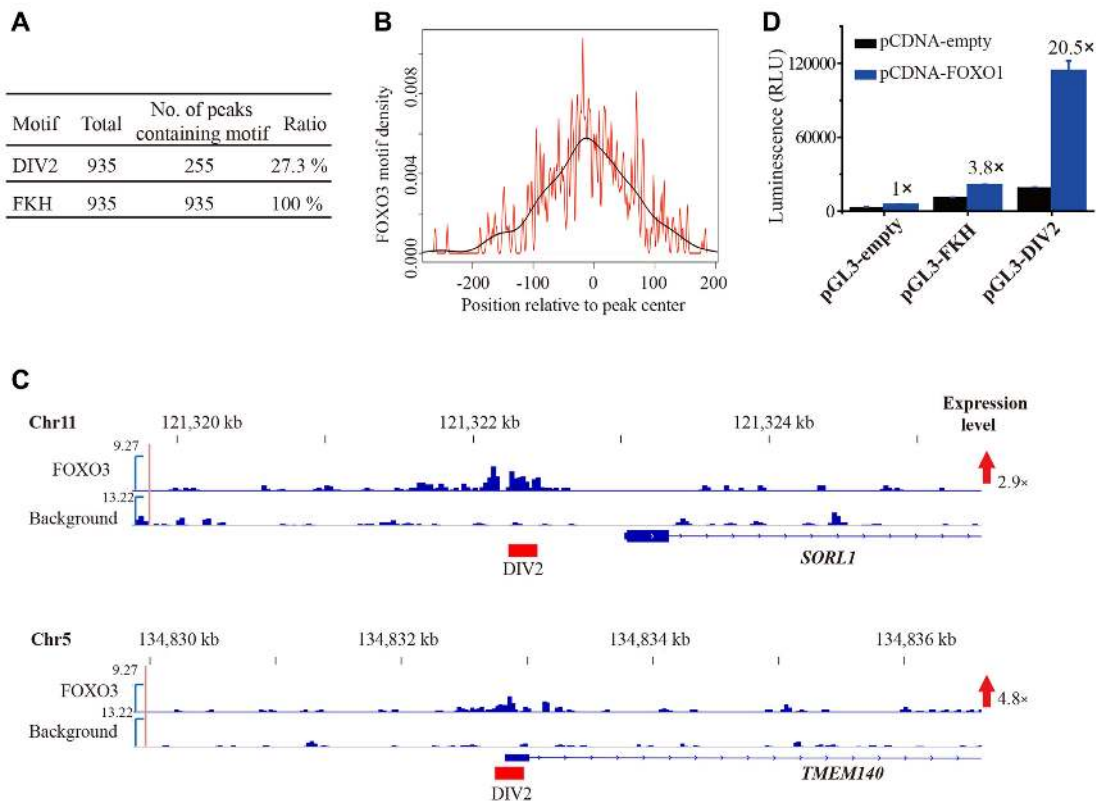 A
Motif Total No. of peaks containing motif Ratio
DIV2 935 255 27.3 %
FKH 935 935 100 %
B
FOXO3 motif density
0.000 0.004 0.008
-200 -100 0 100 200
Position relative to peak center
D
pCDNA-empty
pCDNA-FOXO1
Luminescence (RLU)
120000
60000
0
1×
3.8×
20.5×
pGL3-empty
pGL3-FKH
pGL3-DIV2
C
Chr11
121,320 kb 121,322 kb 121,324 kb
Expression level
9.27
FOXO3
2.9×
13.22
Background
SORL1
DIV2
Chr5
134,830 kb 134,832 kb 134,834 kb 134,836 kb
9.27
FOXO3
4.8×
13.22
Background
TMEM140
DIV2